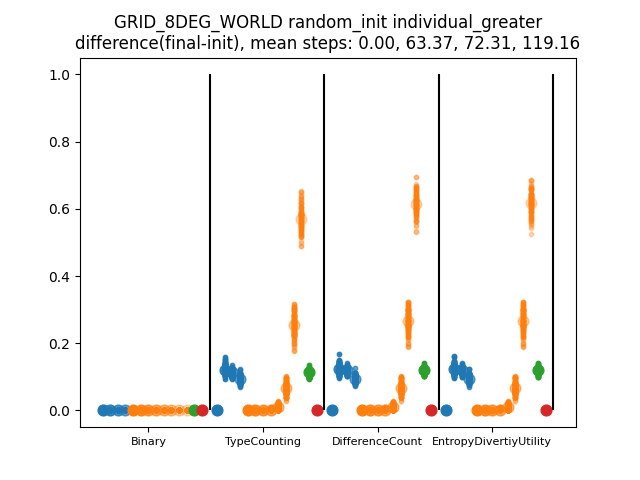 GRID_8DEG_WORLD random_init individual_greater
difference(final-init), mean steps: 0.00, 63.37, 72.31, 119.16
1.0
0.8
0.6
0.4
0.2
0.0
Binary TypeCounting DifferenceCount EntropyDivertiyUtility